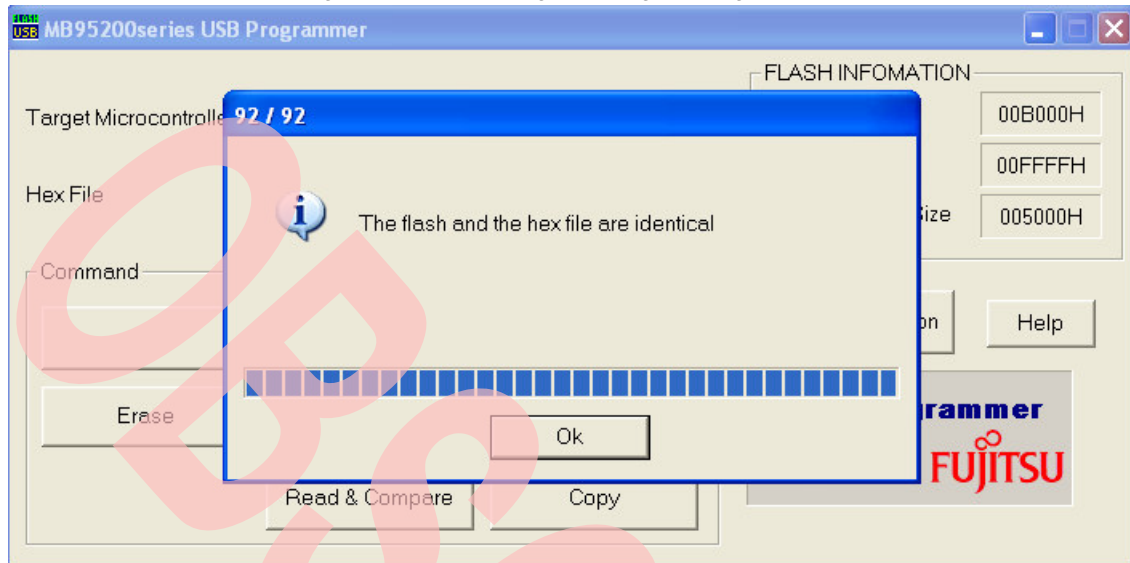 MB95200series USB Programmer
FLASH INFOMATION
Target Microcontrolle
92 / 92
00B000H
00FFFFH
Hex File
The flash and the hex file are identical
ize
005000H
Command
on
Help
Erase
Ok
rammer
FUJITSU
Read & Compare
Copy